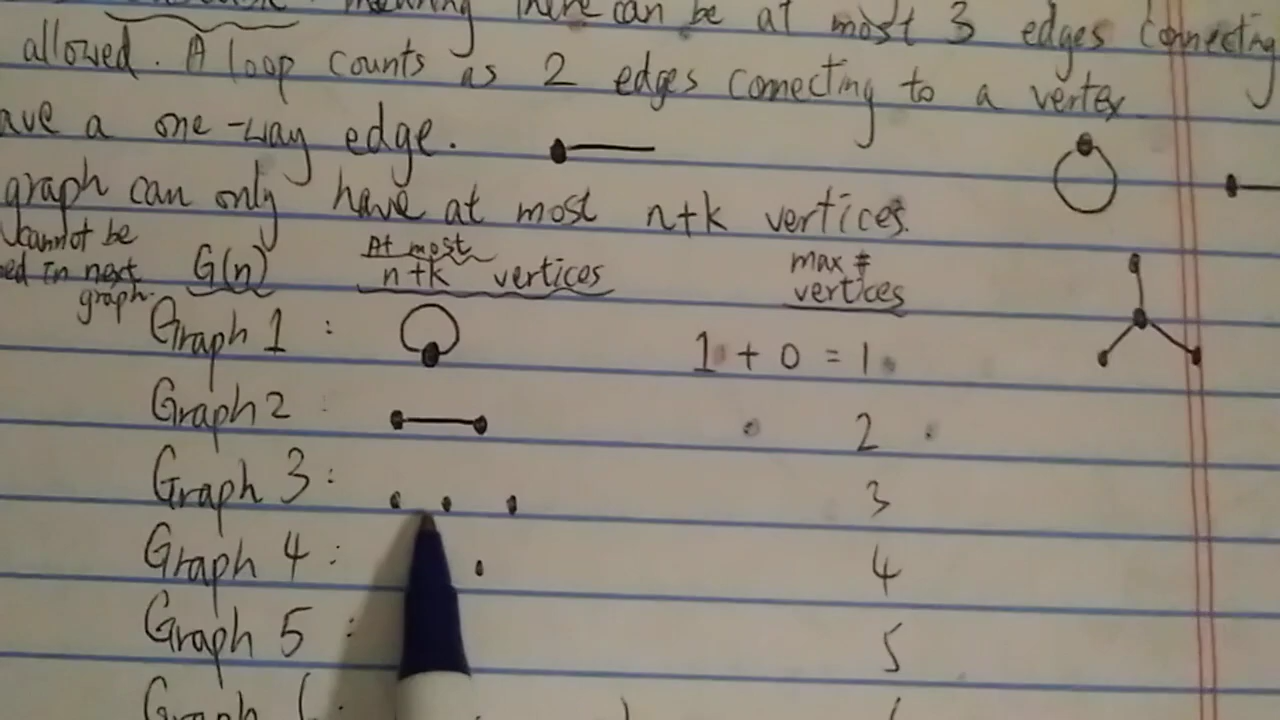 there can be at most 3 edges connecting
allowed. A loop counts as 2 edges connecting to a vertex
ave a one-way edge.
graph can only have at most n+k vertices.
cannot be
ed in next
graph.
G(n)
At most
n+k vertices
max #
vertices
Graph 1 : 1 + 0 = 1
Graph 2 : 2
Graph 3 : 3
Graph 4 : 4
Graph 5 : 5
Graph